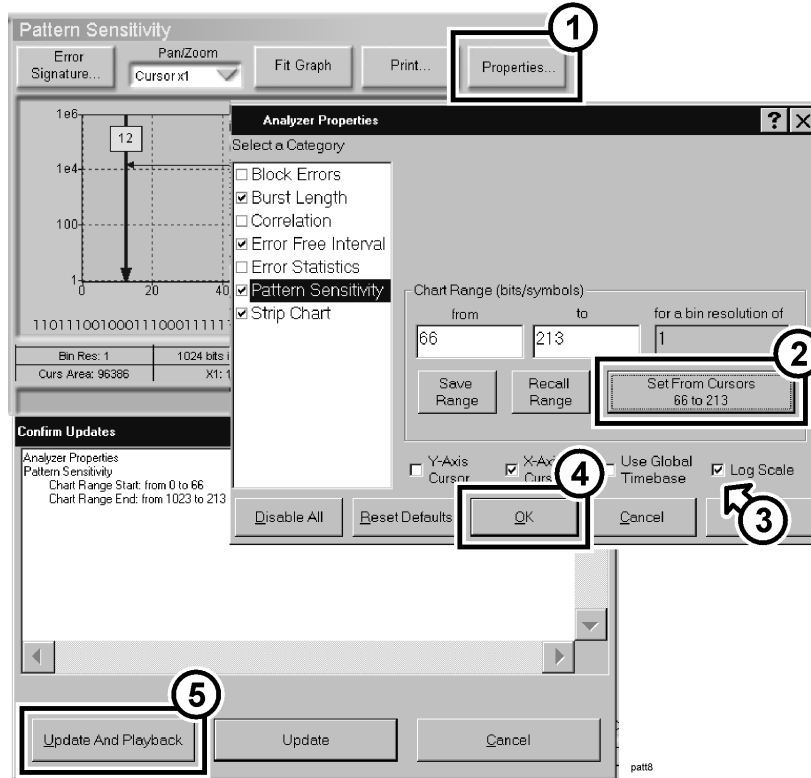 Pattern Sensitivity
1
Error
Signature...
Pan/Zoom
Cursor x1
Fit Graph
Print...
Properties...
1e6
12
1e4
100
1
0
20
40
1101110010001110001111
Bin Res: 1
1024 bits i
Curs Area: 96386
X1: 1
Analyzer Properties
? X
Select a Category
Block Errors
Burst Length
Correlation
Error Free Interval
Error Statistics
Pattern Sensitivity
Strip Chart
Chart Range (bits/symbols)
from
to
for a bin resolution of
66
213
1
2
Save
Range
Recall
Range
Set From Cursors
66 to 213
Y-Axis
Cursor
X-Axis
Cursor
Use Global
Timebase
Log Scale
4
3
Disable All
Reset Defaults
OK
Cancel
Confirm Updates
Analyzer Properties
Pattern Sensitivity
Chart Range Start: from 0 to 66
Chart Range End: from 1023 to 213
5
Update And Playback
Update
Cancel
patt8